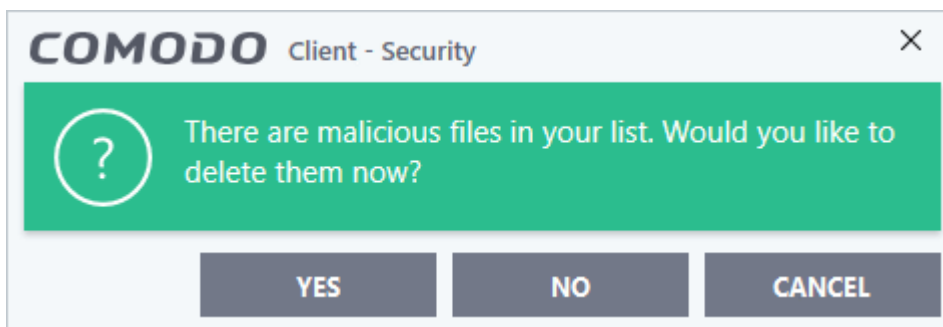 COMODO Client - Security
? There are malicious files in your list. Would you like to
delete them now?
YES NO CANCEL